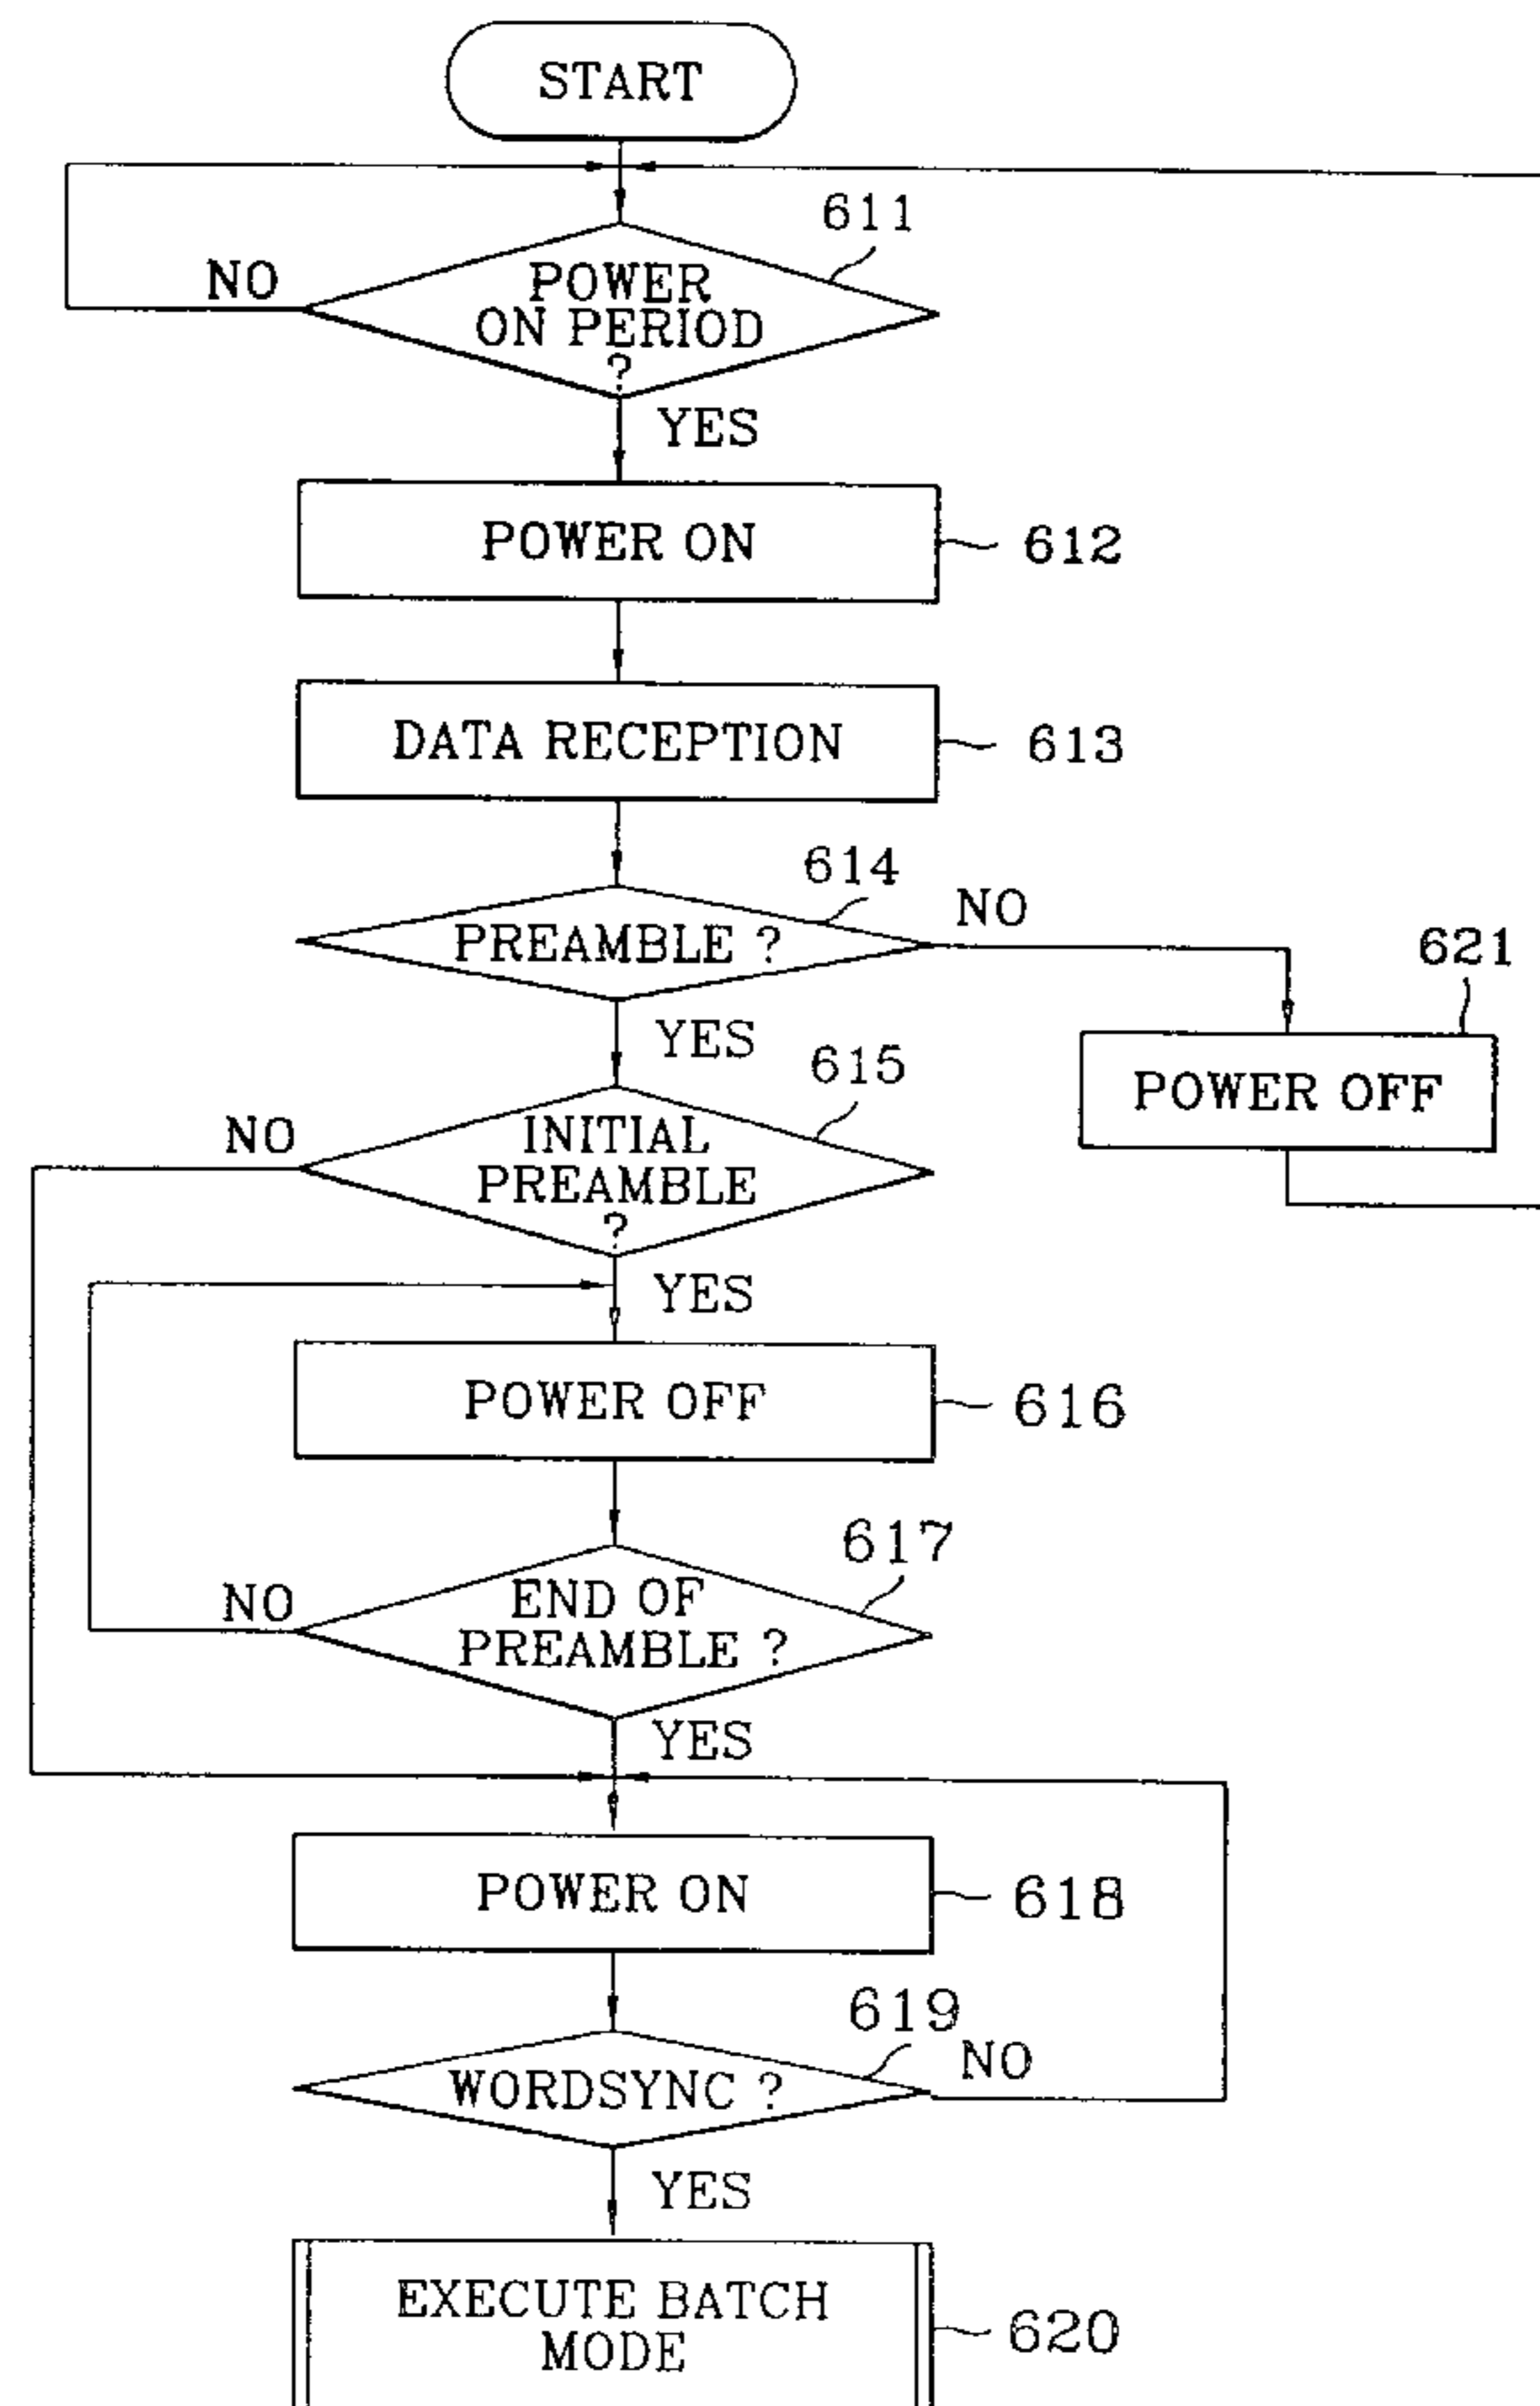 START
611
NO
POWER
ON PERIOD
?
YES
POWER ON
612
DATA RECEPTION
613
614
NO
PREAMBLE ?
621
YES
615
POWER OFF
NO
INITIAL
PREAMBLE
?
YES
POWER OFF
616
617
NO
END OF
PREAMBLE ?
YES
POWER ON
618
619
NO
WORDSYNC ?
YES
EXECUTE BATCH
MODE
620